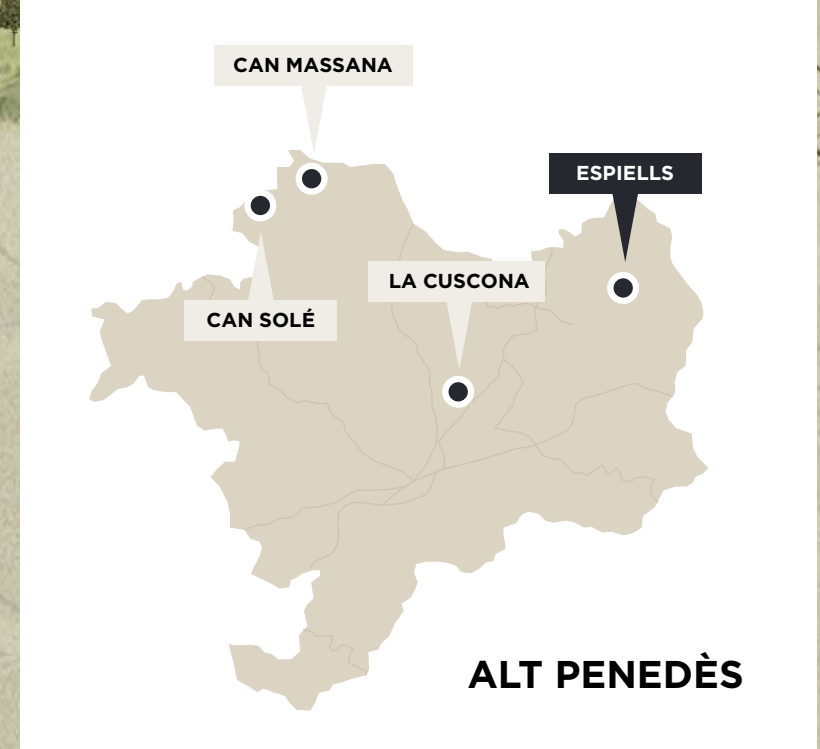 CAN MASSANA
ESPIELLS
LA CUSCONA
CAN SOLÉ
ALT PENEDÈS